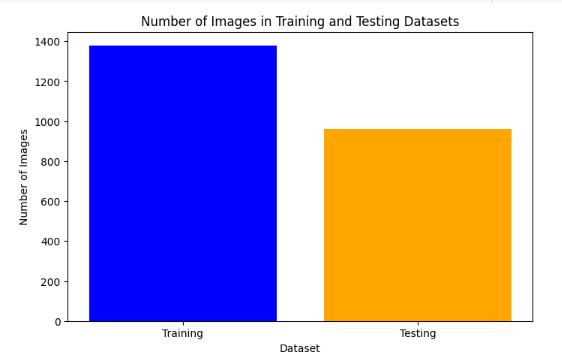 Number of Images in Training and Testing Datasets
Number of Images
1400
1200
1000
800
600
400
200
0
Training Testing
Dataset